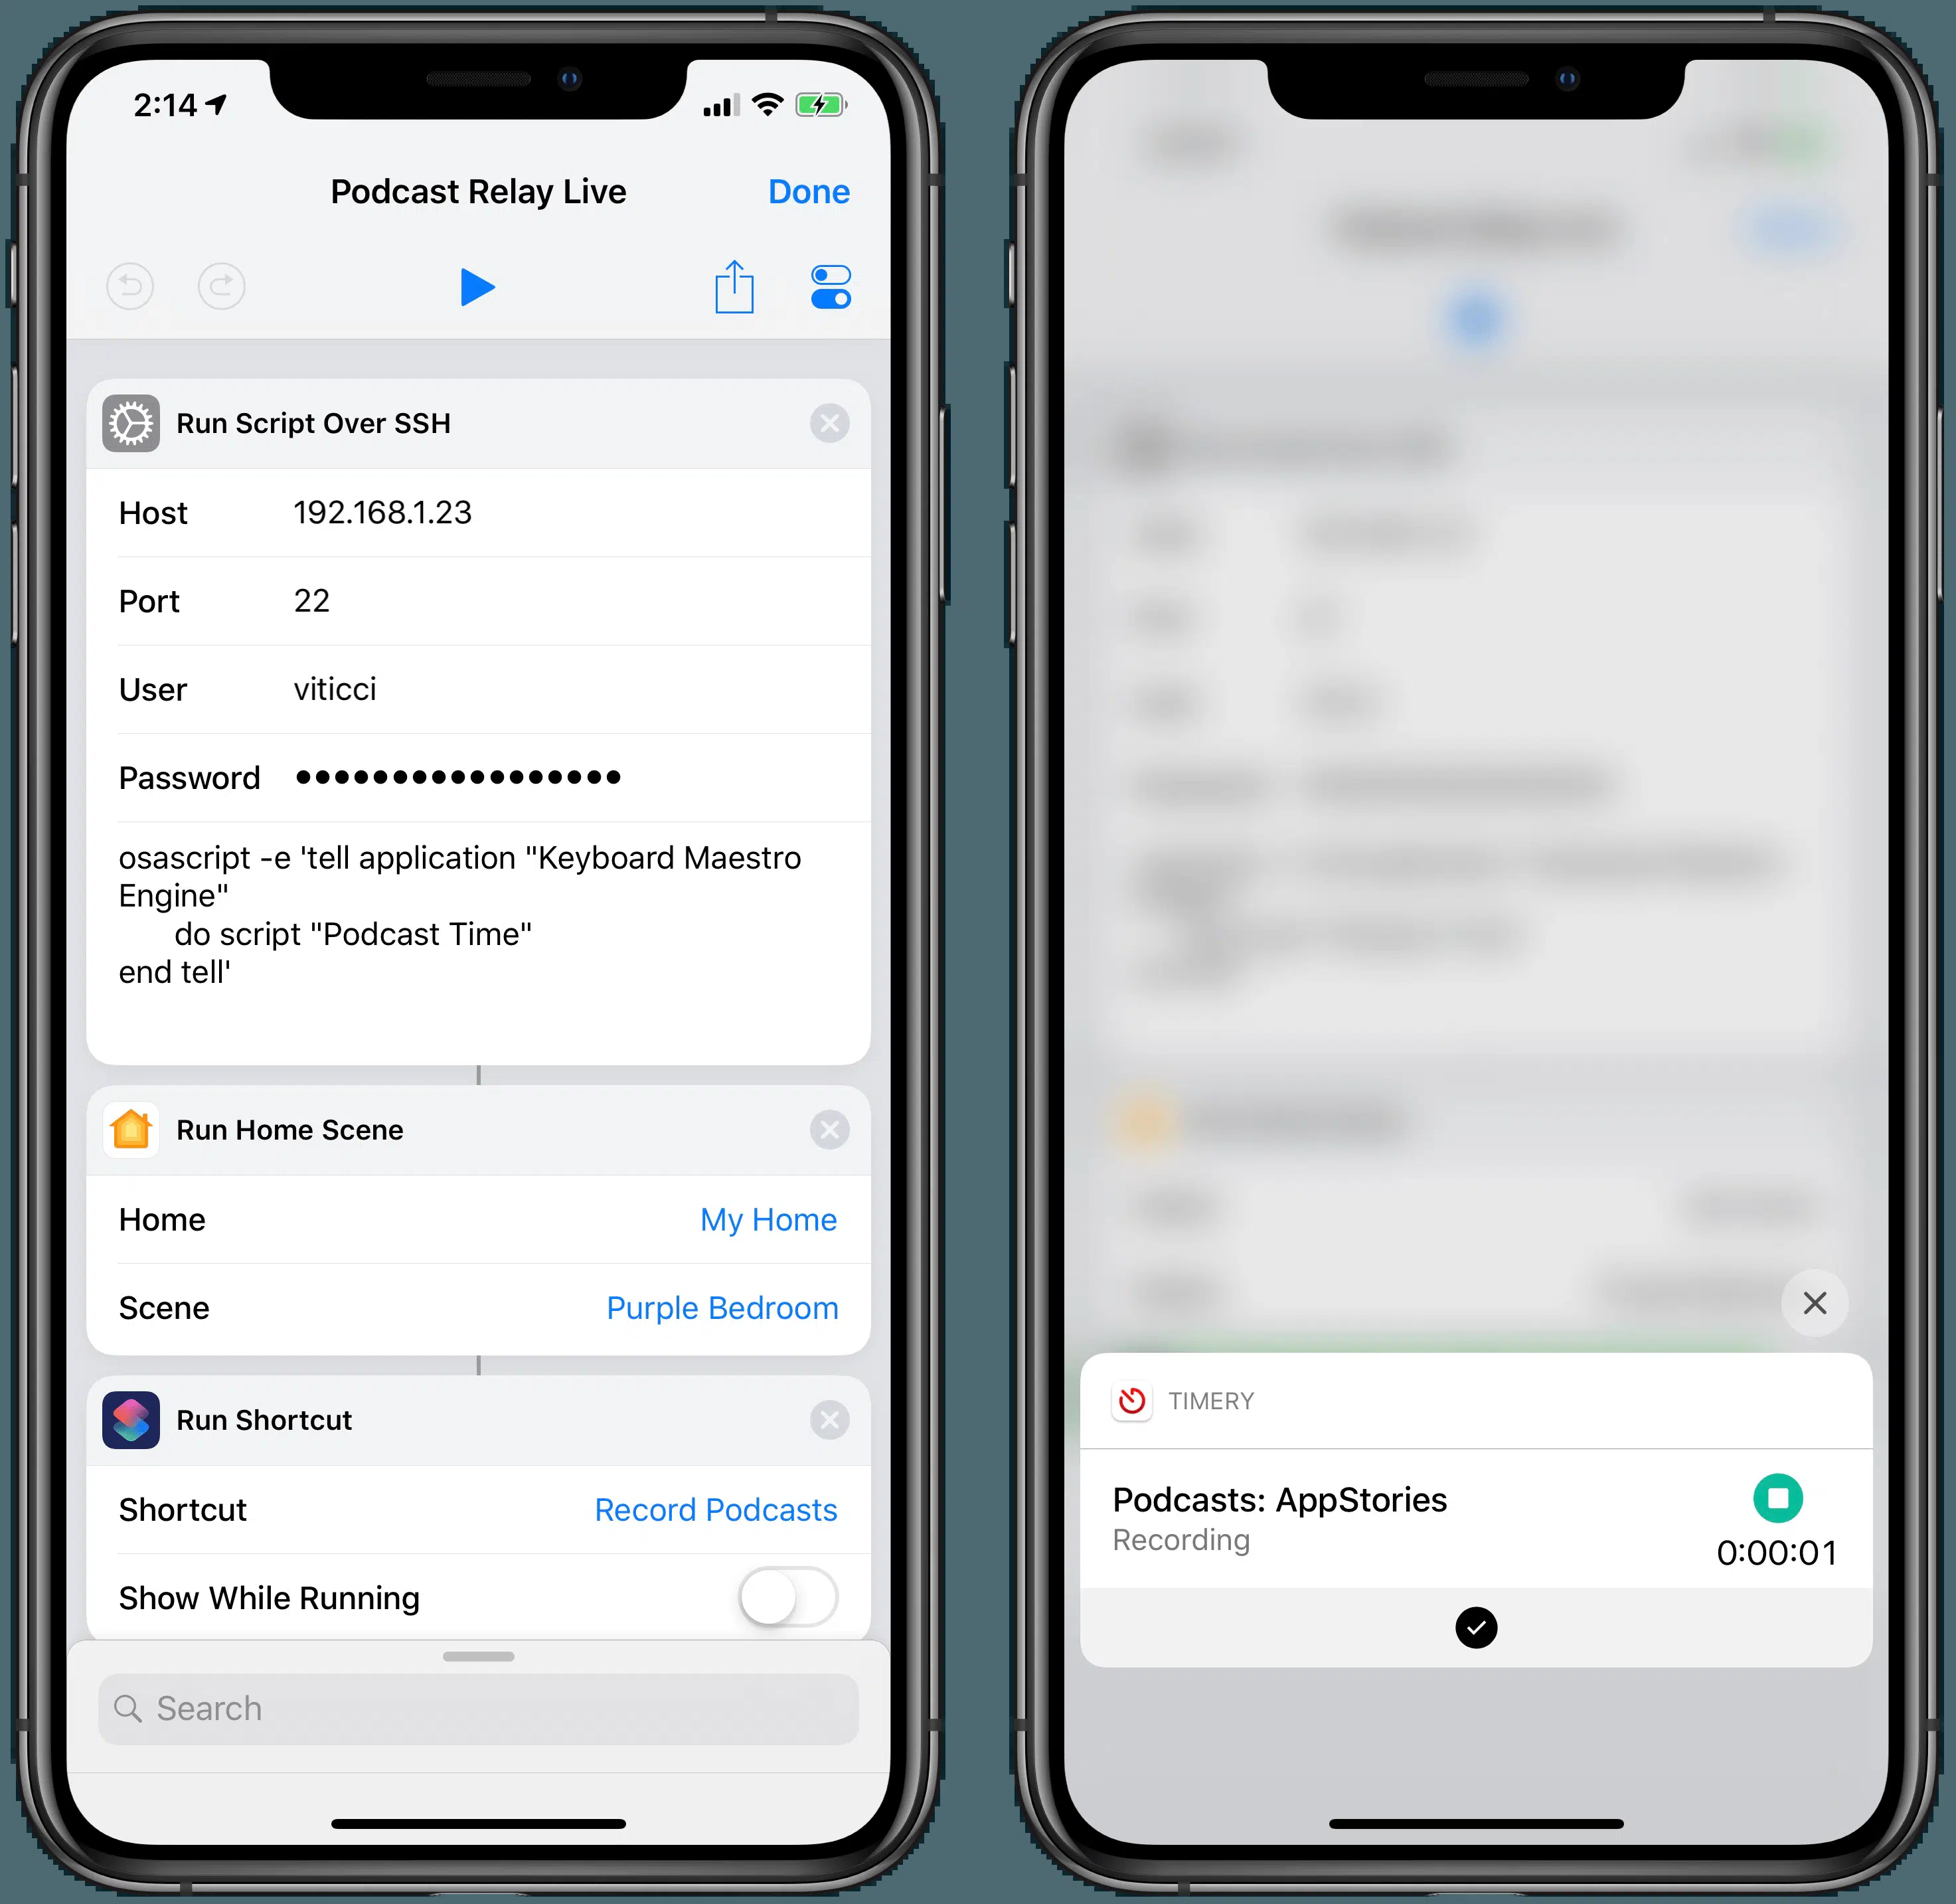 2:14
Podcast Relay Live
Done
Run Script Over SSH
Host 192.168.1.23
Port 22
User viticci
Password ●●●●●●●●●●●●●●●●●
osascript -e 'tell application "Keyboard Maestro
Engine"
do script "Podcast Time"
end tell'
Run Home Scene
Home My Home
Scene Purple Bedroom
Run Shortcut
Shortcut Record Podcasts
Show While Running
Search
TIMERY
Podcasts: AppStories
Recording
0:00:01